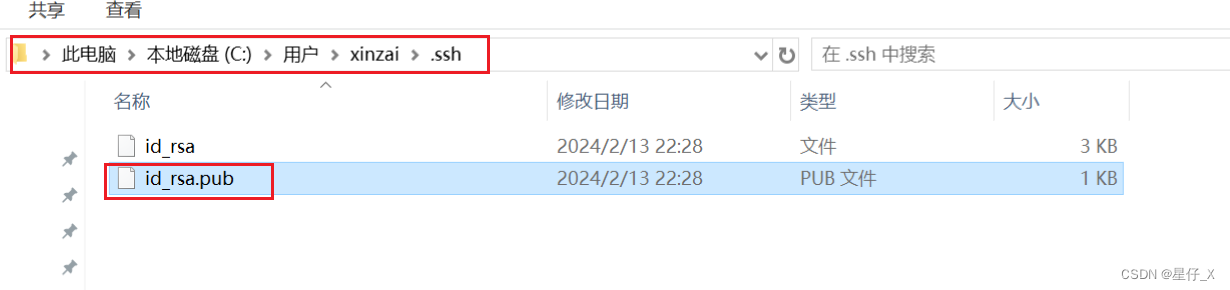 共享 查看
此电脑 本地磁盘 (C:) 用户 xinzai .ssh 在 .ssh 中搜索
名称 修改日期 类型 大小
id_rsa 2024/2/13 22:28 文件 3 KB
id_rsa.pub 2024/2/13 22:28 PUB 文件 1 KB
CSDN @星仔_X